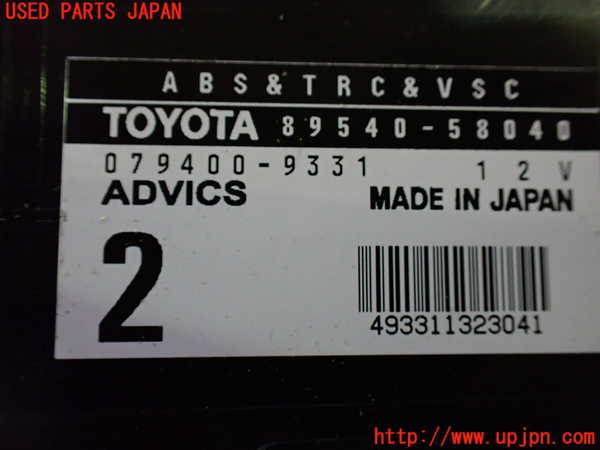 USED PARTS JAPAN
ABS&TRC&VSC
TOYOTA 89540-58040
079400-9331 12V
ADVICS MADE IN JAPAN
2
493311323041
http://www.upjpn.com/